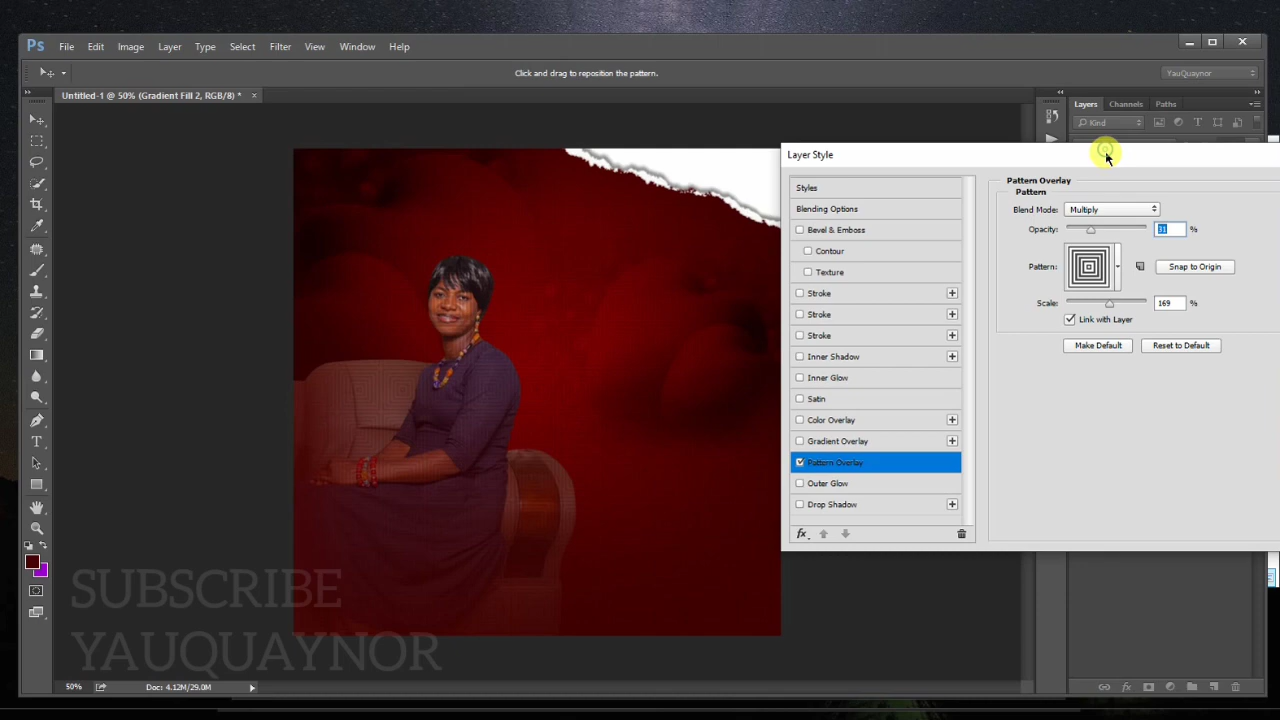 Ps File Edit Image Layer Type Select Filter View Window Help
Click and drag to reposition the pattern.
YauQuaynor
Untitled-1 @ 50% (Gradient Fill 2, RGB/8) *
Layers Channels Paths
Kind
Layer Style
Styles
Blending Options
Bevel & Emboss
Contour
Texture
Stroke
Stroke
Stroke
Inner Shadow
Inner Glow
Satin
Color Overlay
Gradient Overlay
Pattern Overlay
Outer Glow
Drop Shadow
fx
Pattern Overlay
Pattern
Blend Mode: Multiply
Opacity: 31 %
Pattern: Snap to Origin
Scale: 169 %
Link with Layer
Make Default Reset to Default
SUBSCRIBE
YAUQUAYNOR
50% Doc: 4.12M/29.0M
fx